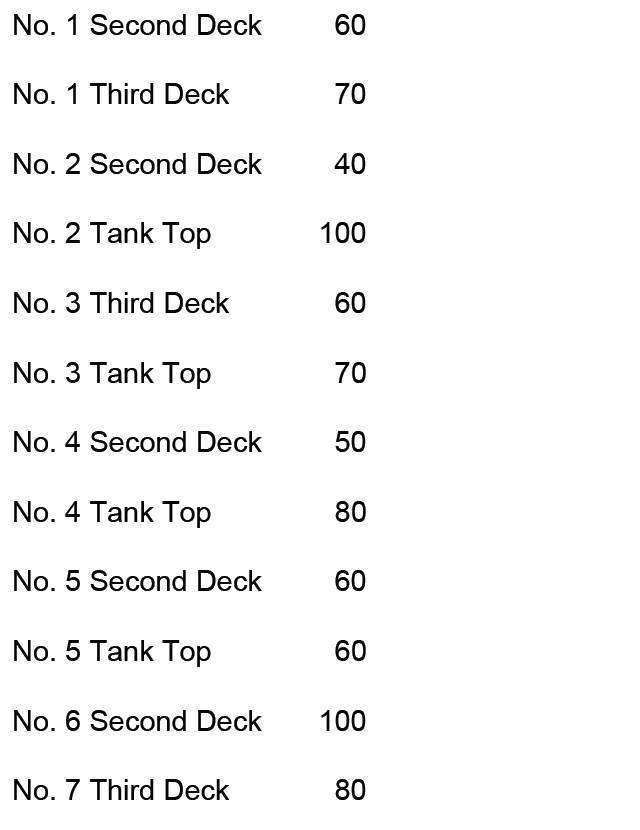 No. 1 Second Deck 60
No. 1 Third Deck 70
No. 2 Second Deck 40
No. 2 Tank Top 100
No. 3 Third Deck 60
No. 3 Tank Top 70
No. 4 Second Deck 50
No. 4 Tank Top 80
No. 5 Second Deck 60
No. 5 Tank Top 60
No. 6 Second Deck 100
No. 7 Third Deck 80